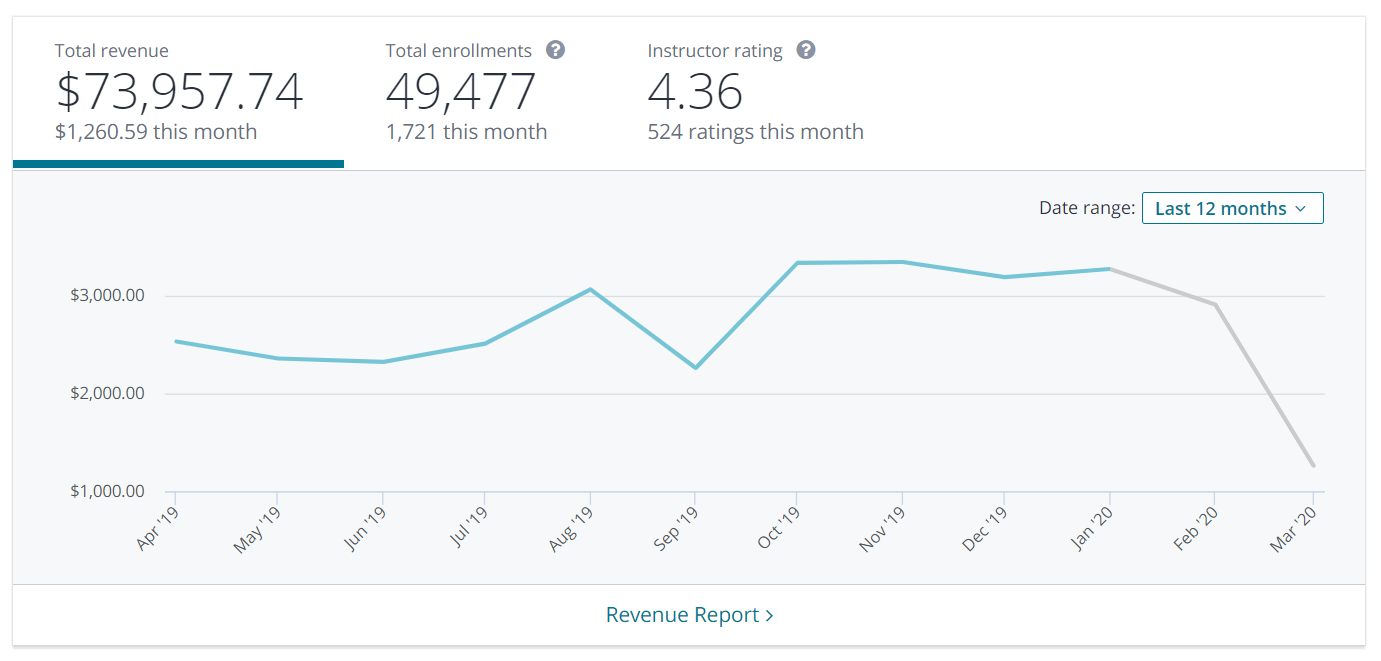 Total revenue
$73,957.74
$1,260.59 this month
Total enrollments ?
49,477
1,721 this month
Instructor rating ?
4.36
524 ratings this month
Date range: Last 12 months
$3,000.00
$2,000.00
$1,000.00
Apr '19
May '19
Jun '19
Jul '19
Aug '19
Sep '19
Oct '19
Nov '19
Dec '19
Jan '20
Feb '20
Mar '20
Revenue Report >